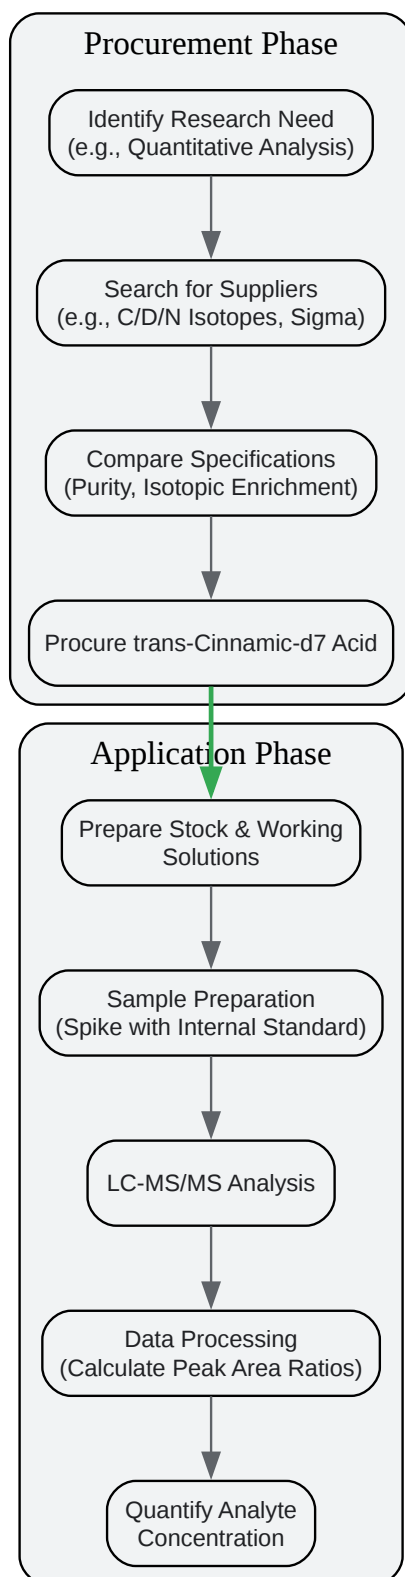 Procurement Phase
Identify Research Need
(e.g., Quantitative Analysis)
Search for Suppliers
(e.g., C/D/N Isotopes, Sigma)
Compare Specifications
(Purity, Isotopic Enrichment)
Procure trans-Cinnamic-d7 Acid
Application Phase
Prepare Stock & Working
Solutions
Sample Preparation
(Spike with Internal Standard)
LC-MS/MS Analysis
Data Processing
(Calculate Peak Area Ratios)
Quantify Analyte
Concentration